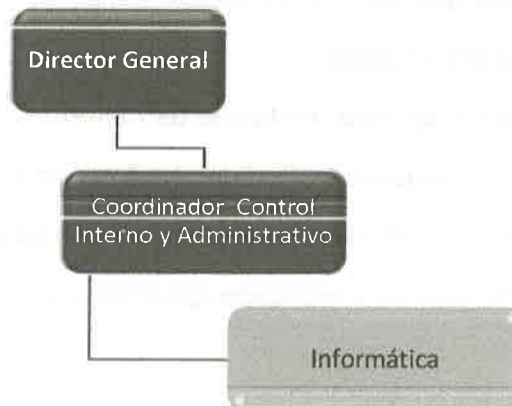 Director General
Coordinador Control
Interno y Administrativo
Informática